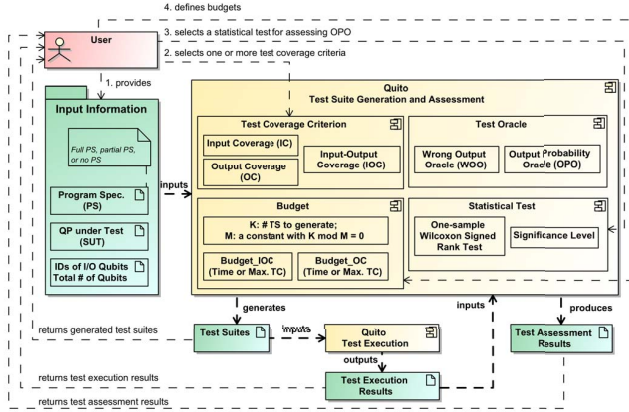 4. defines budgets
3. selects a statistical test for assessing OPO
2. selects one or more test coverage criteria
User
1. provides
Input Information
Full PS, partial PS,
or no PS
Program Spec.
(PS)
QP under Test
(SUT)
IDs of I/O Qubits
Total # of Qubits
inputs
Quito
Test Suite Generation and Assessment
Test Coverage Criterion
Input Coverage (IC)
Output Coverage
(OC)
Input-Output
Coverage (IOC)
Test Oracle
Wrong Output
Oracle (WOO)
Output Probability
Oracle (OPO)
Budget
K: # TS to generate;
M: a constant with K mod M = 0
Budget_IOC
(Time or Max. TC)
Budget_OC
(Time or Max. TC)
Statistical Test
One-sample
Wilcoxon Signed
Rank Test
Significance Level
generates
inputs
produces
returns generated test suites
Test Suites
inputs
Quito
Test Execution
Test Assessment
Results
outputs
returns test execution results
Test Execution
Results
returns test assessment results